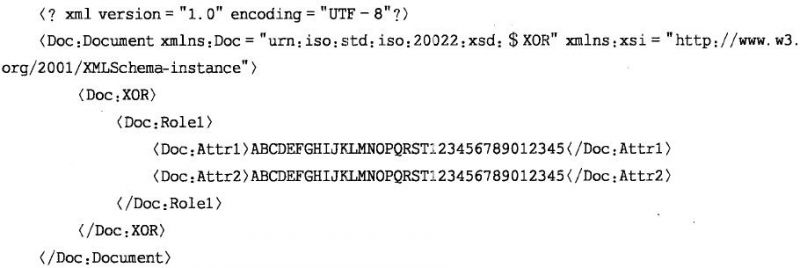 〈? xml version = "1.0" encoding = "UTF - 8"?〉
〈Doc:Document xmlns:Doc = "urn:iso:std:iso:20022:xsd: $ XOR" xmlns:xsi = "http://www. w3.
org/2001/XMLSchema-instance"〉
〈Doc:XOR〉
〈Doc:Role1〉
〈Doc:Attr1〉ABCDEFGHIJKLMNOPQRST123456789012345〈/Doc:Attr1〉
〈Doc:Attr2〉ABCDEFGHIJKLMNOPQRST123456789012345〈/Doc:Attr2〉
〈/Doc:Role1〉
〈/Doc:XOR〉
〈/Doc:Document〉